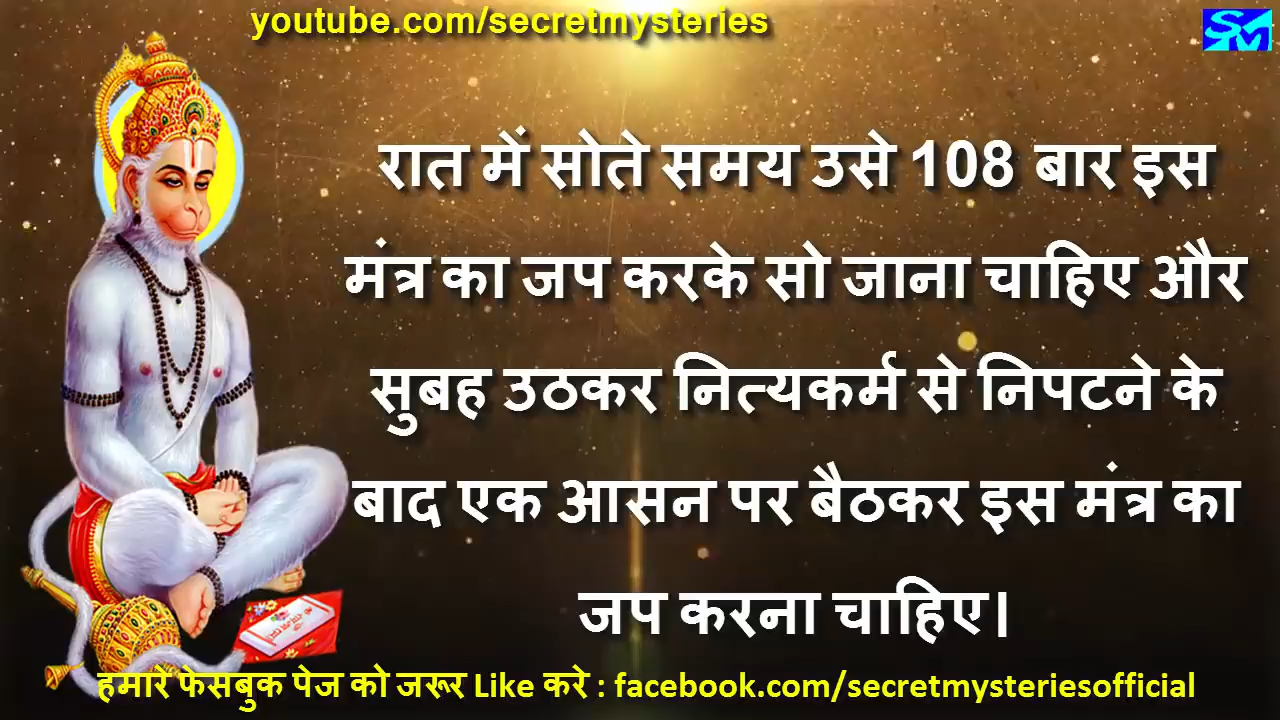 youtube.com/secretmysteries
SM
रात में सोते समय उसे 108 बार इस
मंत्र का जप करके सो जाना चाहिए और
सुबह उठकर नित्यकर्म से निपटने के
बाद एक आसन पर बैठकर इस मंत्र का
जप करना चाहिए।
हमारे फेसबुक पेज को जरूर Like करे : facebook.com/secretmysteriesofficial